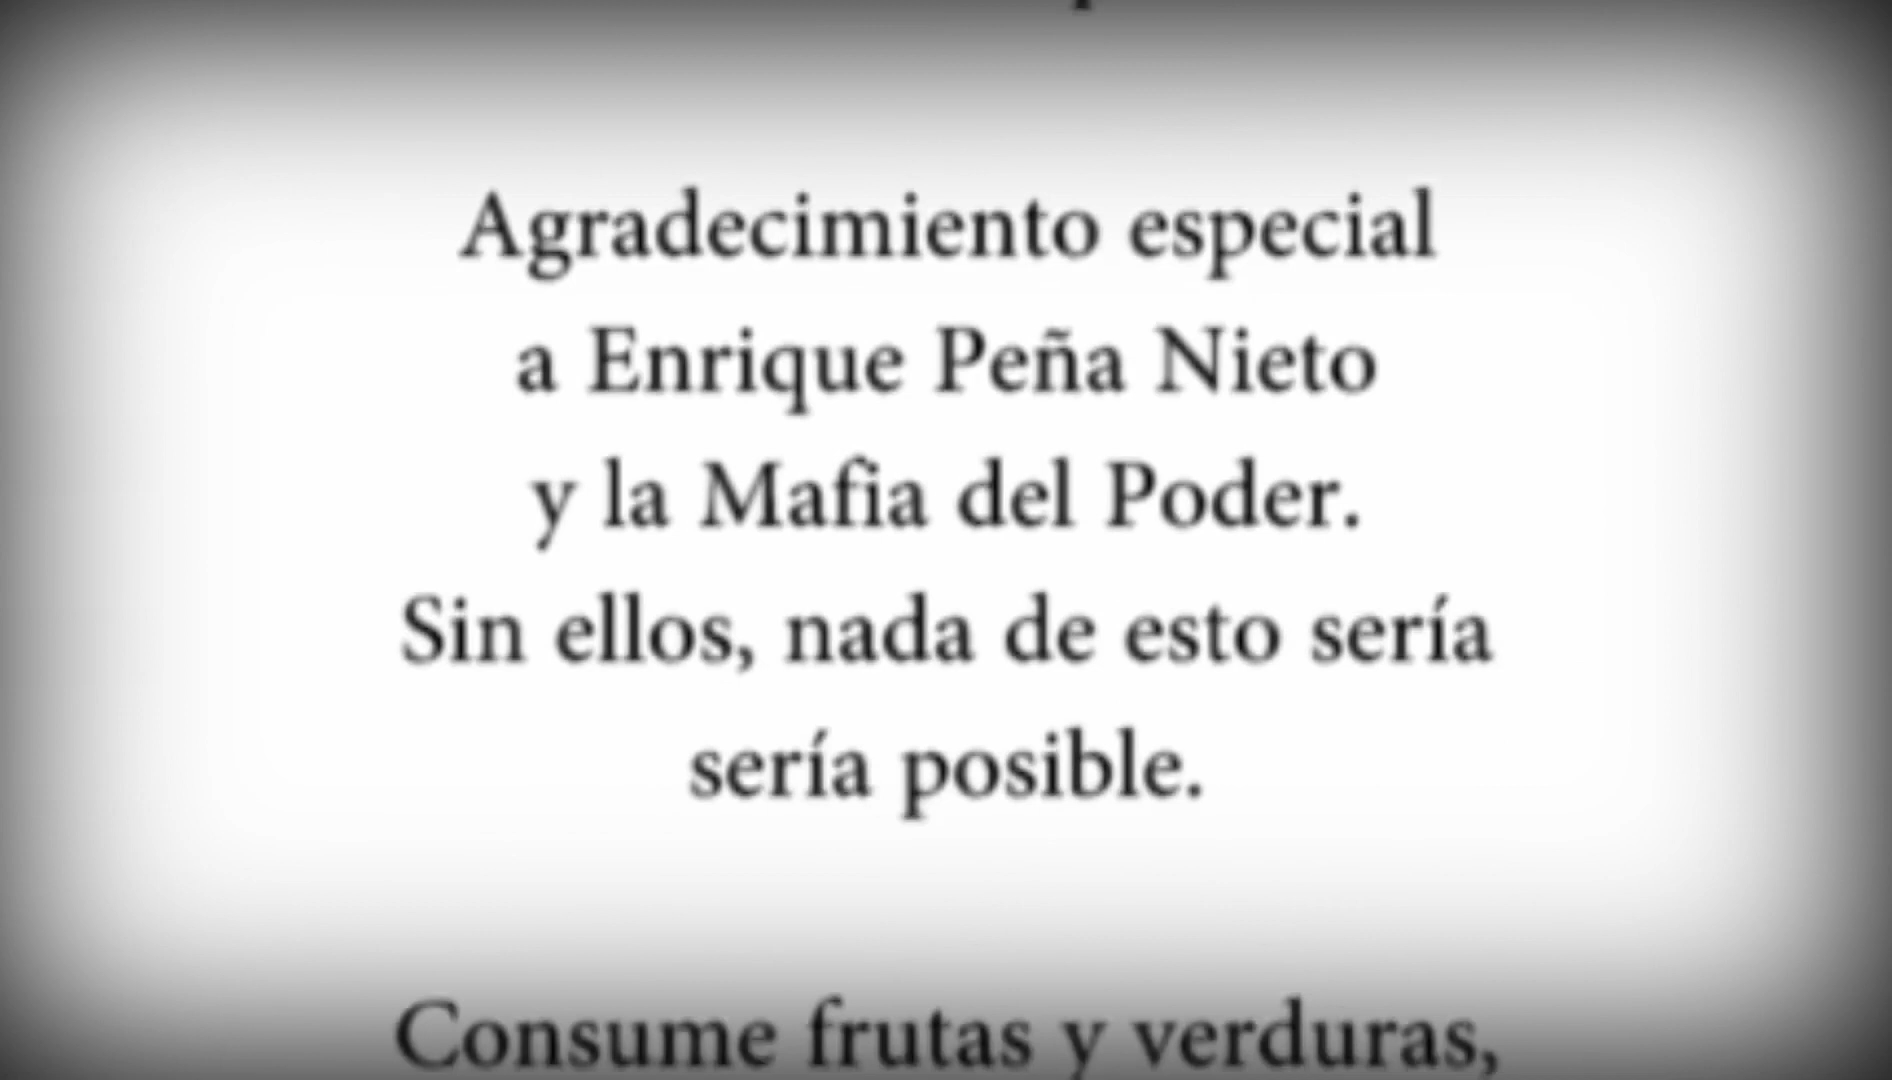 Agradecimiento especial
a Enrique Peña Nieto
y la Mafia del Poder.
Sin ellos, nada de esto sería
sería posible.
Consume frutas y verduras,